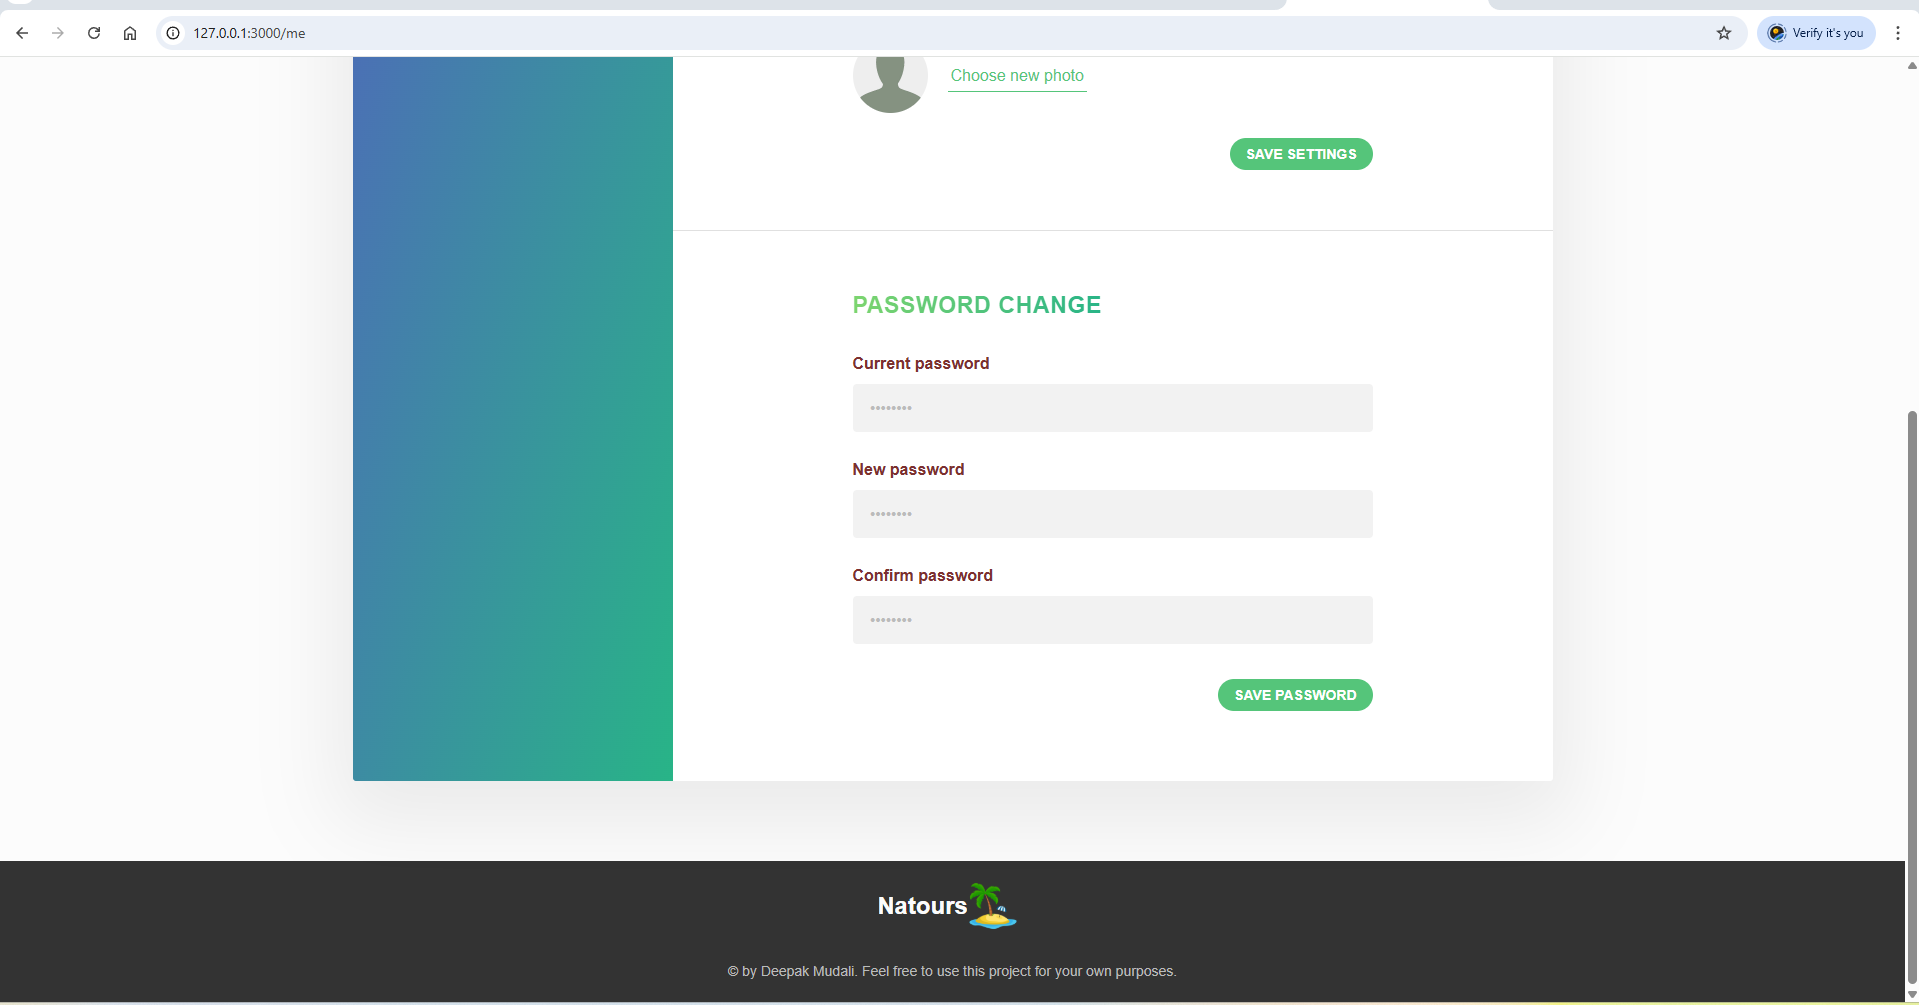 127.0.0.1:3000/me
Verify it's you
Choose new photo
SAVE SETTINGS
PASSWORD CHANGE
Current password
••••••••
New password
••••••••
Confirm password
••••••••
SAVE PASSWORD
Natours
© by Deepak Mudali. Feel free to use this project for your own purposes.